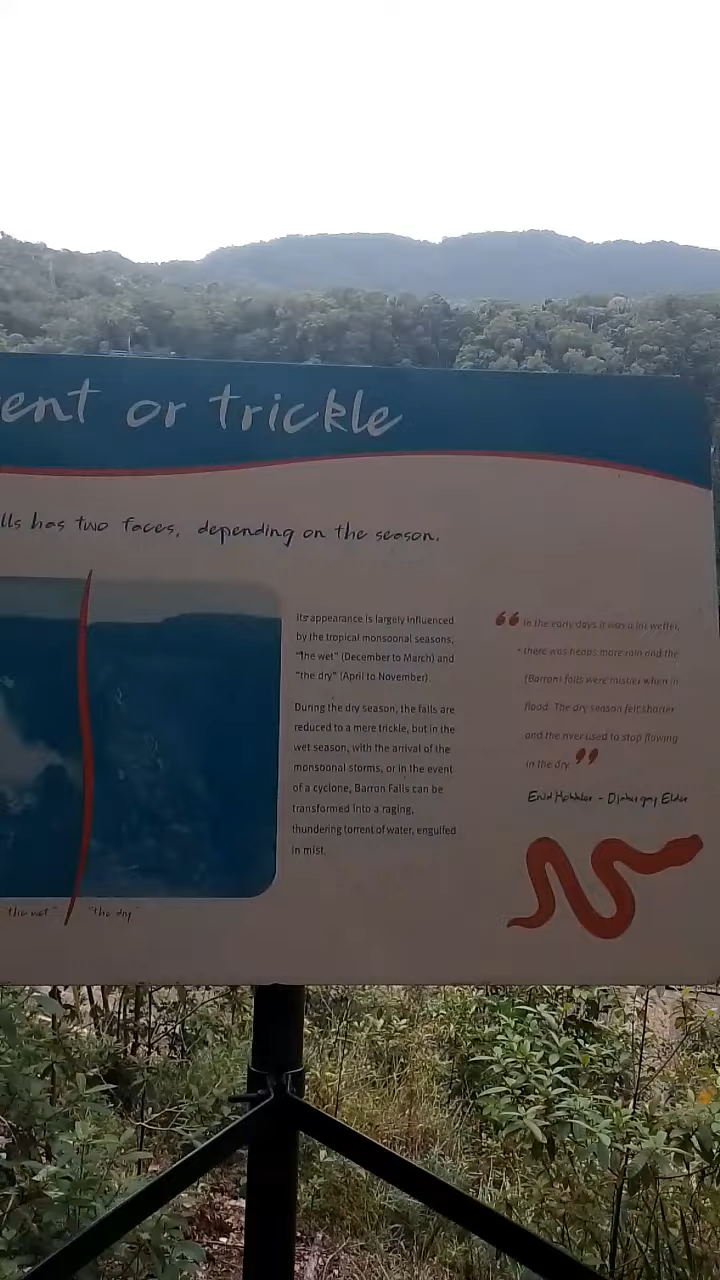 ent or trickle
lls has two faces, depending on the season.
Its appearance is largely influenced
by the tropical monsoonal seasons,
"the wet" (December to March) and
"the dry" (April to November).
During the dry season, the falls are
reduced to a mere trickle, but in the
wet season, with the arrival of the
monsoonal storms, or in the event
of a cyclone, Barron Falls can be
transformed into a raging,
thundering torrent of water, engulfed
in mist.
"the wet" "the dry"
“ In the early days it was a lot wetter,
- there was heaps more rain and the
(Barron) falls were mistier when in
flood. The dry season felt shorter
and the river used to stop flowing
in the dry. ”
Enid - Djabugay Elder